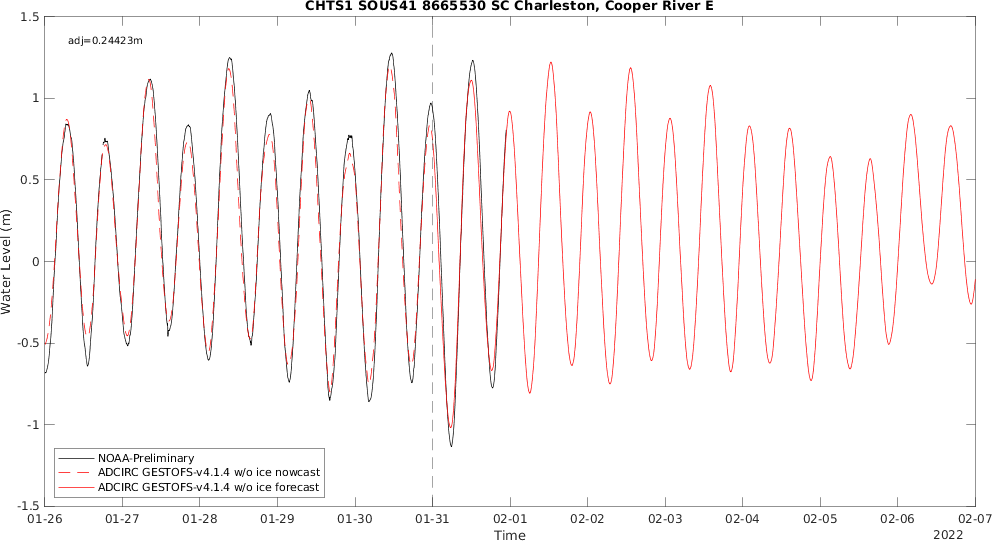 CHTS1 SOUS41 8665530 SC Charleston, Cooper River E
adj=0.24423m
1.5
1
0.5
0
-0.5
-1
-1.5
Water Level (m)
NOAA-Preliminary
ADCIRC GESTOFS-v4.1.4 w/o ice nowcast
ADCIRC GESTOFS-v4.1.4 w/o ice forecast
01-26 01-27 01-28 01-29 01-30 01-31 02-01 02-02 02-03 02-04 02-05 02-06 02-07
Time
2022